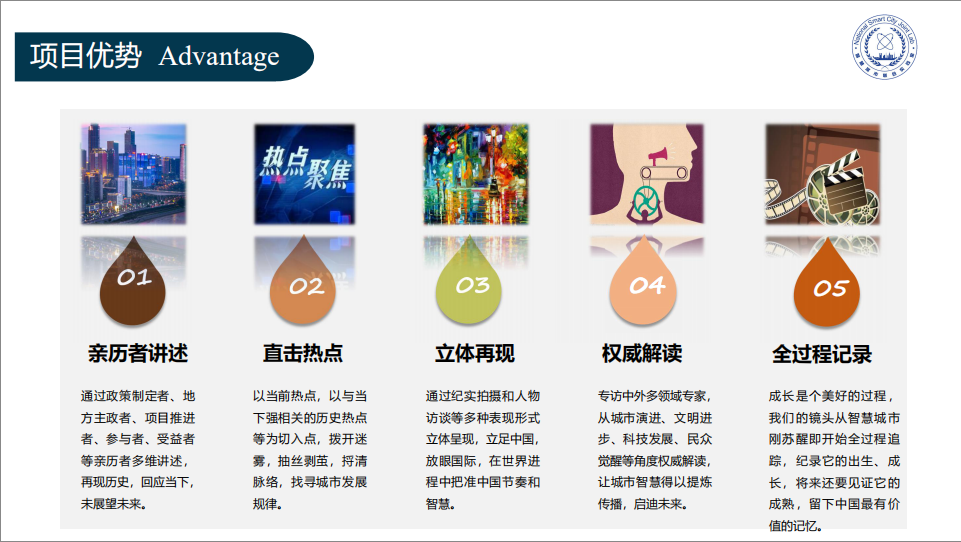 项目优势 Advantage
National Smart City Joint Lab
热点
聚焦
01
02
03
04
05
亲历者讲述
直击热点
立体再现
权威解读
全过程记录
通过政策制定者、地
方主政者、项目推进
者、参与者、受益者
等亲历者多维讲述，
再现历史，回应当下，
未展望未来。
以当前热点，以与当
下强相关的历史热点
等为切入点，拨开迷
雾，抽丝剥茧，捋清
脉络，找寻城市发展
规律。
通过纪实拍摄和人物
访谈等多种表现形式
立体呈现，立足中国，
放眼国际，在世界进
程中把准中国节奏和
智慧。
专访中外多领域专家，
从城市演进、文明进
步、科技发展、民众
觉醒等角度权威解读，
让城市智慧得以提炼
传播，启迪未来。
成长是个美好的过程，
我们的镜头从智慧城市
刚苏醒即开始全过程追
踪，纪录它的出生、成
长，将来还要见证它的
成熟，留下中国最有价
值的记忆。